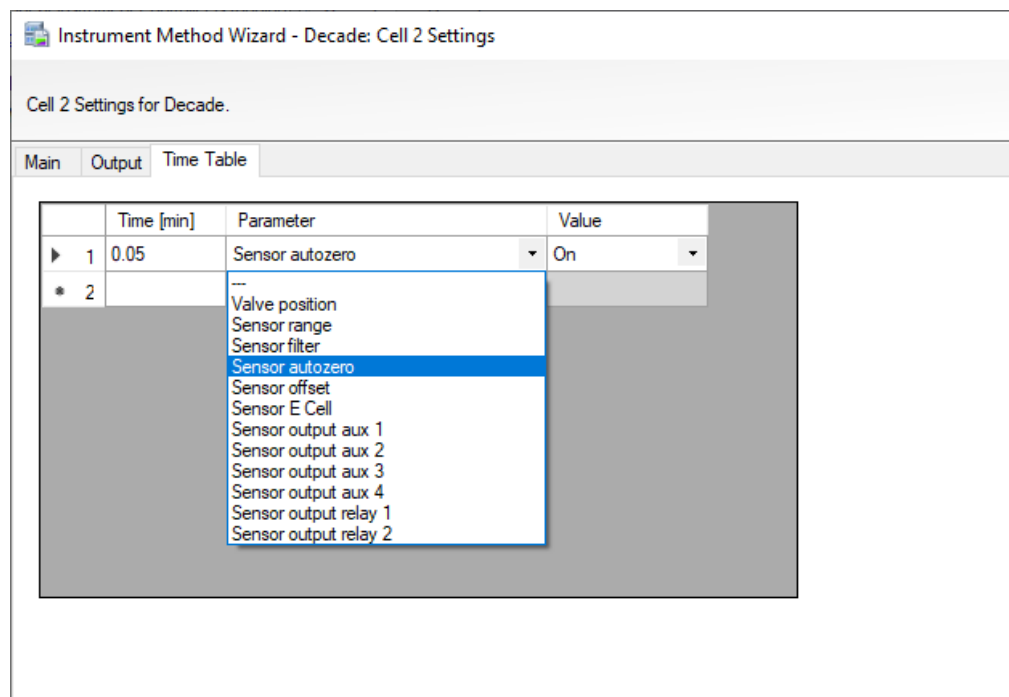 Instrument Method Wizard - Decade: Cell 2 Settings
Cell 2 Settings for Decade.
Main Output Time Table
Time [min] Parameter Value
1 0.05 Sensor autozero On
2
---
Valve position
Sensor range
Sensor filter
Sensor autozero
Sensor offset
Sensor E Cell
Sensor output aux 1
Sensor output aux 2
Sensor output aux 3
Sensor output aux 4
Sensor output relay 1
Sensor output relay 2